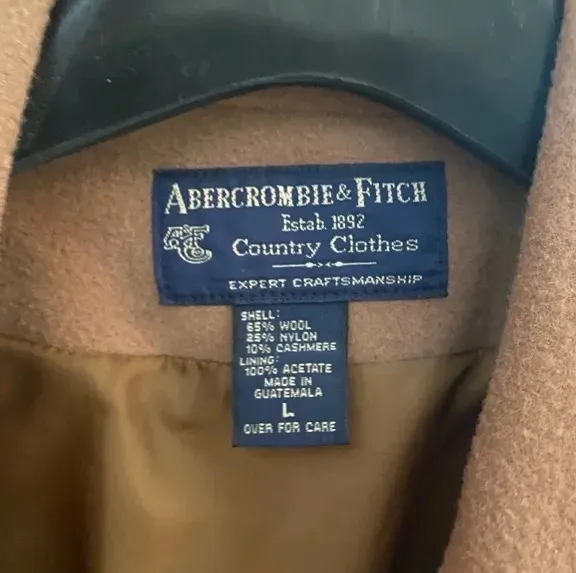 ABERCROMBIE & FITCH
Estab. 1892
A&F
Country Clothes
EXPERT CRAFTSMANSHIP
SHELL:
65% WOOL
25% NYLON
10% CASHMERE
LINING:
100% ACETATE
MADE IN
GUATEMALA
L
OVER FOR CARE